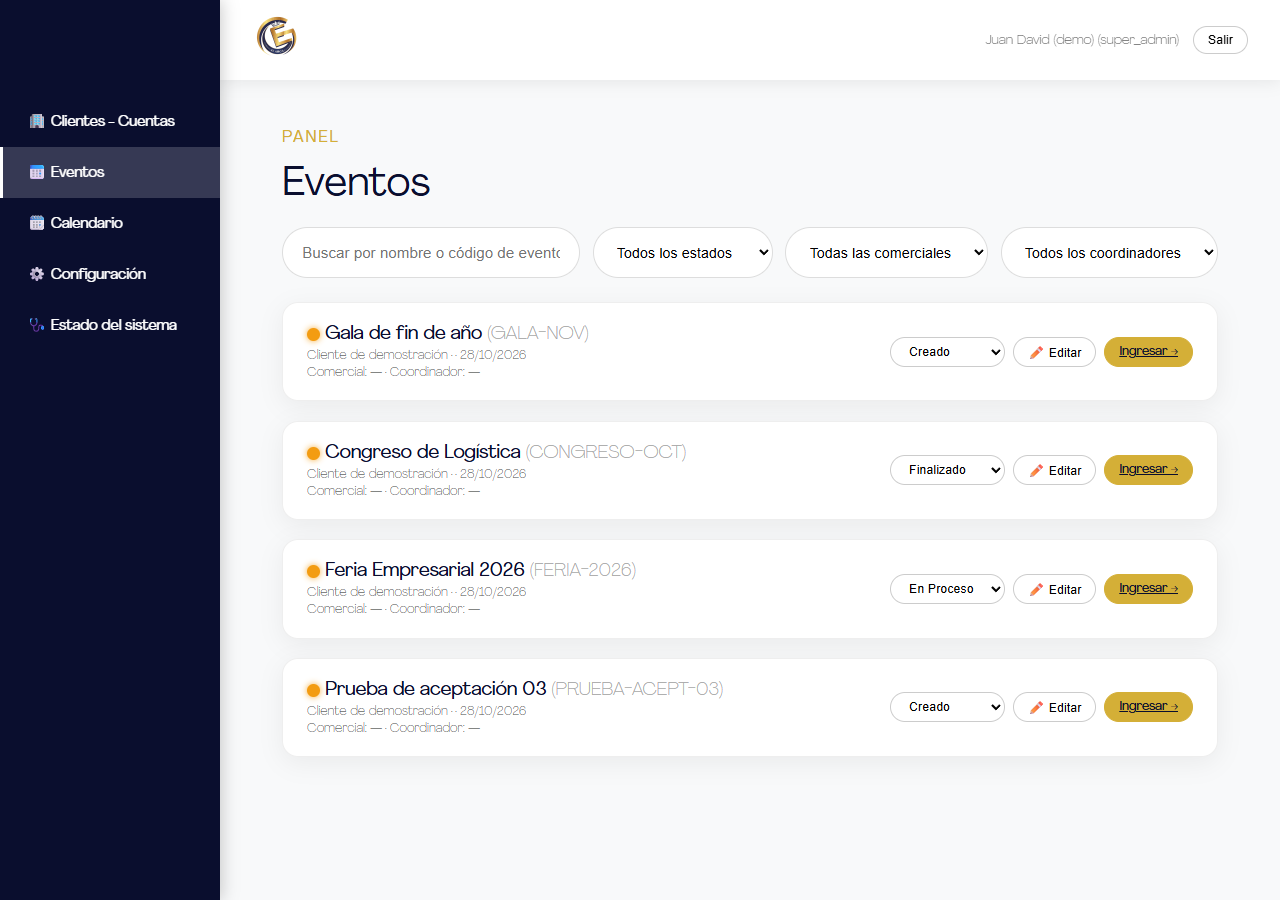 Juan David (demo) (super_admin)
Salir
Clientes - Cuentas
Eventos
Calendario
Configuración
Estado del sistema
PANEL
Eventos
Buscar por nombre o código de evento
Todos los estados
Todas las comerciales
Todos los coordinadores
Gala de fin de año (GALA-NOV)
Cliente de demostración · · 28/10/2026
Comercial: — · Coordinador: —
Creado
Editar
Ingresar →
Congreso de Logística (CONGRESO-OCT)
Cliente de demostración · · 28/10/2026
Comercial: — · Coordinador: —
Finalizado
Editar
Ingresar →
Feria Empresarial 2026 (FERIA-2026)
Cliente de demostración · · 28/10/2026
Comercial: — · Coordinador: —
En Proceso
Editar
Ingresar →
Prueba de aceptación 03 (PRUEBA-ACEPT-03)
Cliente de demostración · · 28/10/2026
Comercial: — · Coordinador: —
Creado
Editar
Ingresar →